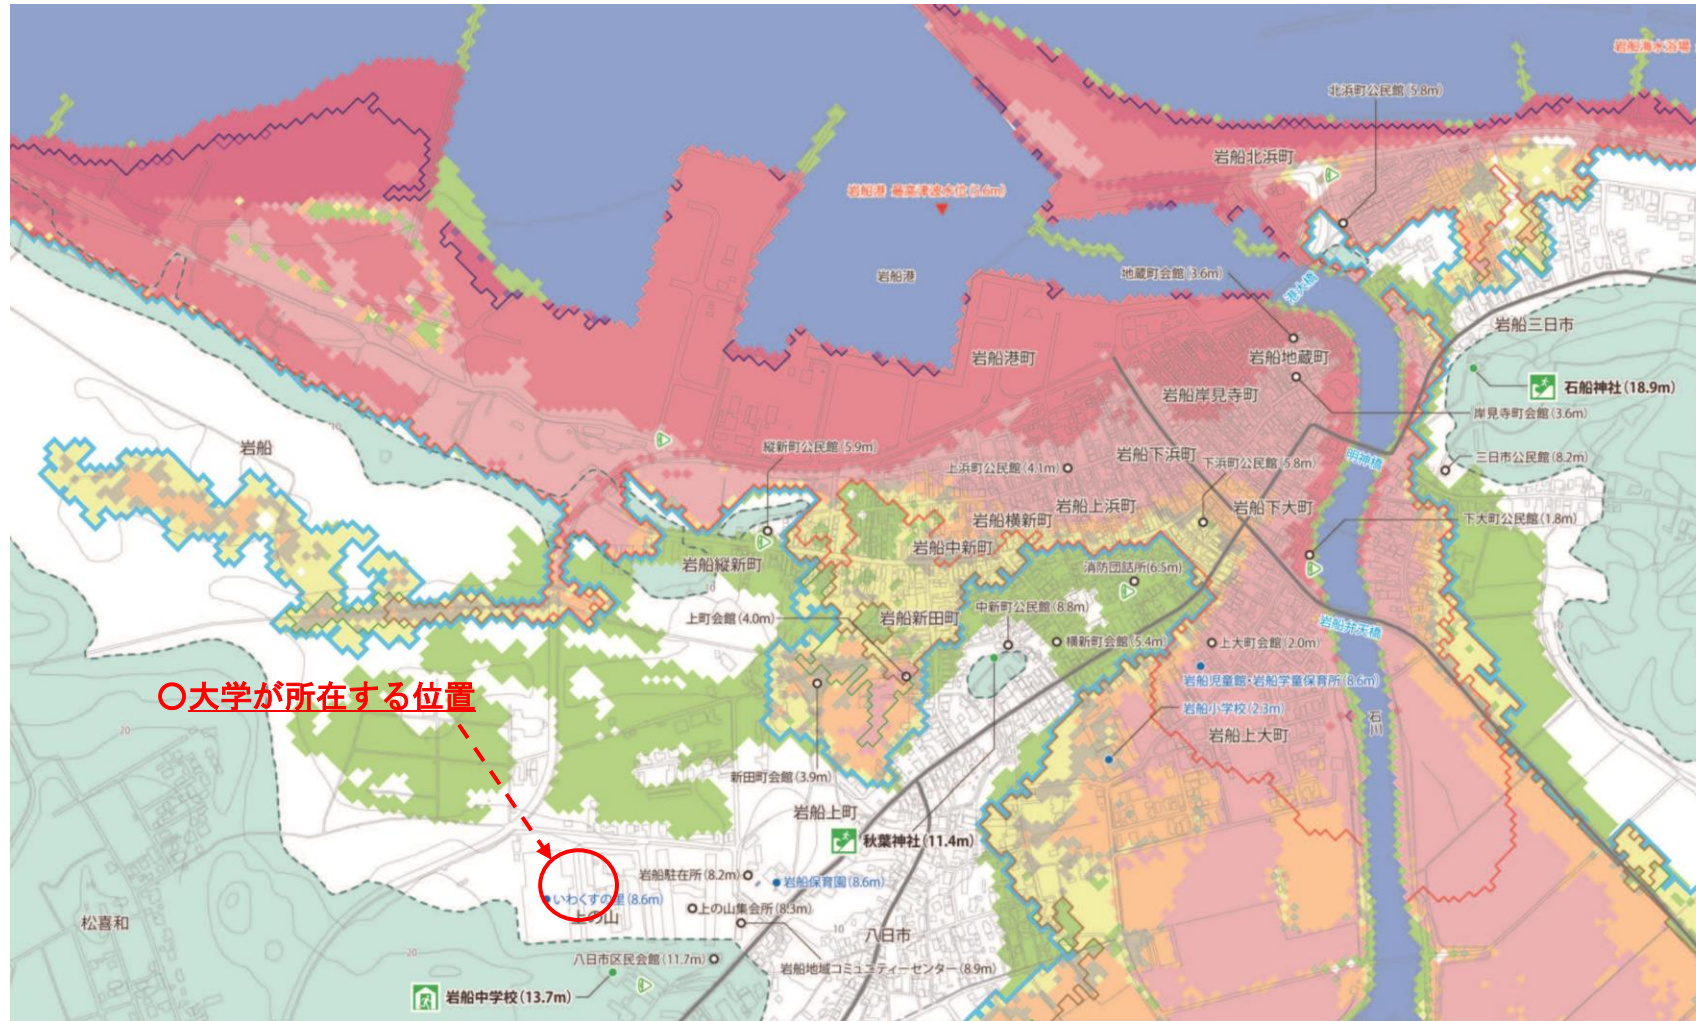 岩船海水浴場
北浜町公民館(5.8m)
岩船北浜町
岩船港 最高津波水位(5.6m)
岩船港
地蔵町会館(3.6m)
港大橋
岩船三日市
岩船港町
岩船地蔵町
石船神社(18.9m)
岩船岸見寺町
岸見寺町会館(3.6m)
岩船
縦新町公民館(5.9m)
上浜町公民館(4.1m)
岩船下浜町
下浜町公民館(5.8m)
明神橋
三日市公民館(8.2m)
岩船横新町
岩船上浜町
岩船下大町
下大町公民館(1.8m)
岩船中新町
岩船縦新町
消防団詰所(6.5m)
10
10
上町会館(4.0m)
岩船新田町
中新町公民館(8.8m)
岩船弁天橋
横新町会館(5.4m)
上大町会館(2.0m)
岩船児童館・岩船学童保育所(8.6m)
〇大学が所在する位置
岩船小学校(2.3m)
石川
20
岩船上大町
新田町会館(3.9m)
岩船上町
秋葉神社(11.4m)
岩船駐在所(8.2m)
岩船保育園(8.6m)
いわくすの里(8.6m)
上の山
上の山集会所(8.3m)
松喜和
10
八日市
20
八日市区民会館(11.7m)
岩船地域コミュニティーセンター(8.9m)
岩船中学校(13.7m)